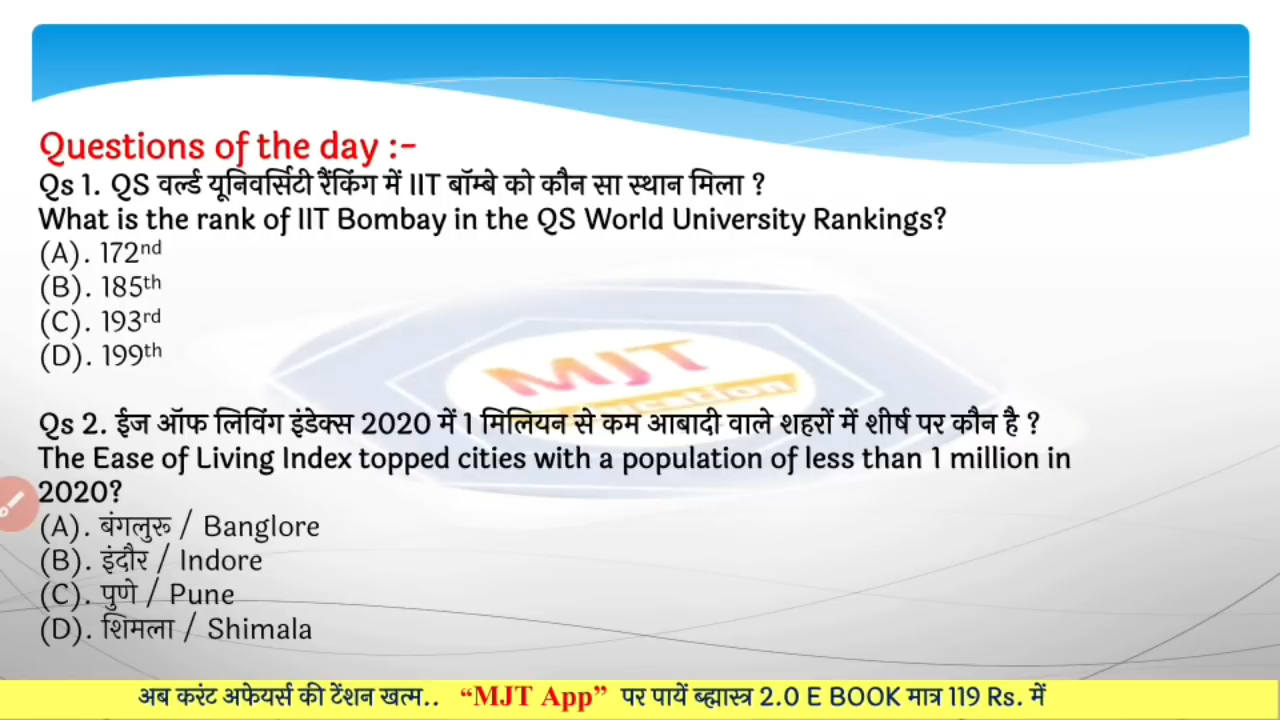 Questions of the day :-
Qs 1. QS वर्ल्ड यूनिवर्सिटी रैंकिंग में IIT बॉम्बे को कौन सा स्थान मिला ?
What is the rank of IIT Bombay in the QS World University Rankings?
(A). 172nd
(B). 185th
(C). 193rd
(D). 199th
MJT
Education
Qs 2. ईज ऑफ लिविंग इंडेक्स 2020 में 1 मिलियन से कम आबादी वाले शहरों में शीर्ष पर कौन है ?
The Ease of Living Index topped cities with a population of less than 1 million in
2020?
(A). बंगलुरू / Banglore
(B). इंदौर / Indore
(C). पुणे / Pune
(D). शिमला / Shimala
अब करंट अफेयर्स की टेंशन खत्म.. “MJT App” पर पायें ब्ह्मास्त्र 2.0 E BOOK मात्र 119 Rs. में